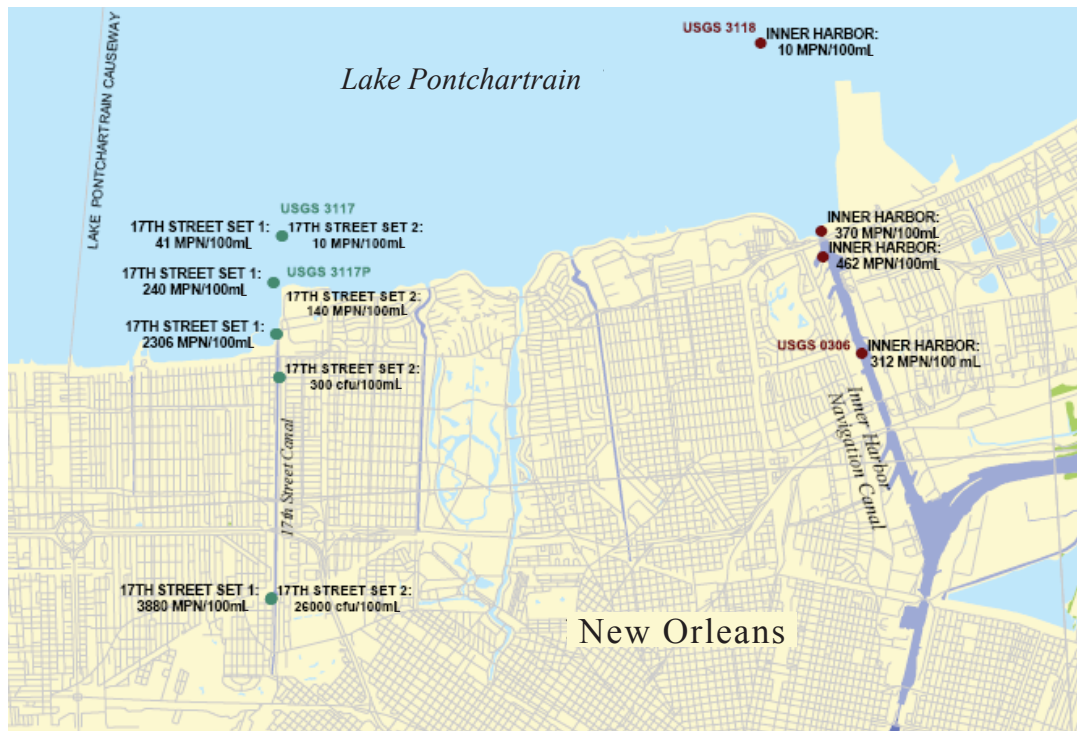 USGS 3118
INNER HARBOR:
10 MPN/100mL
Lake Pontchartrain
LAKE PONTCHARTRAIN CAUSEWAY
USGS 3117
17TH STREET SET 1:
41 MPN/100mL
17TH STREET SET 2:
10 MPN/100mL
INNER HARBOR:
370 MPN/100mL
INNER HARBOR:
462 MPN/100mL
USGS 3117P
17TH STREET SET 1:
240 MPN/100mL
17TH STREET SET 2:
140 MPN/100mL
17TH STREET SET 1:
2306 MPN/100mL
USGS 0306
INNER HARBOR:
312 MPN/100 mL
17TH STREET SET 2:
300 cfu/100mL
Inner Harbor
Navigation Canal
17th Street Canal
17TH STREET SET 1:
3880 MPN/100mL
17TH STREET SET 2:
26000 cfu/100mL
New Orleans